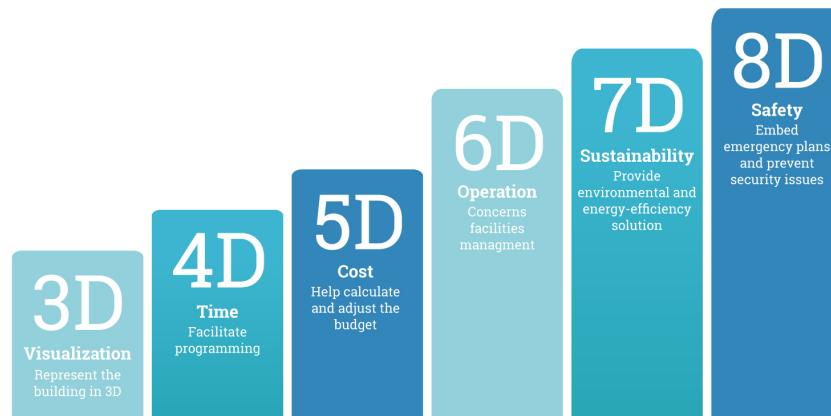 3D
Visualization
Represent the
building in 3D
4D
Time
Facilitate
programming
5D
Cost
Help calculate
and adjust the
budget
6D
Operation
Concerns
facilities
managment
7D
Sustainability
Provide
environmental and
energy-efficiency
solution
8D
Safety
Embed
emergency plans
and prevent
security issues